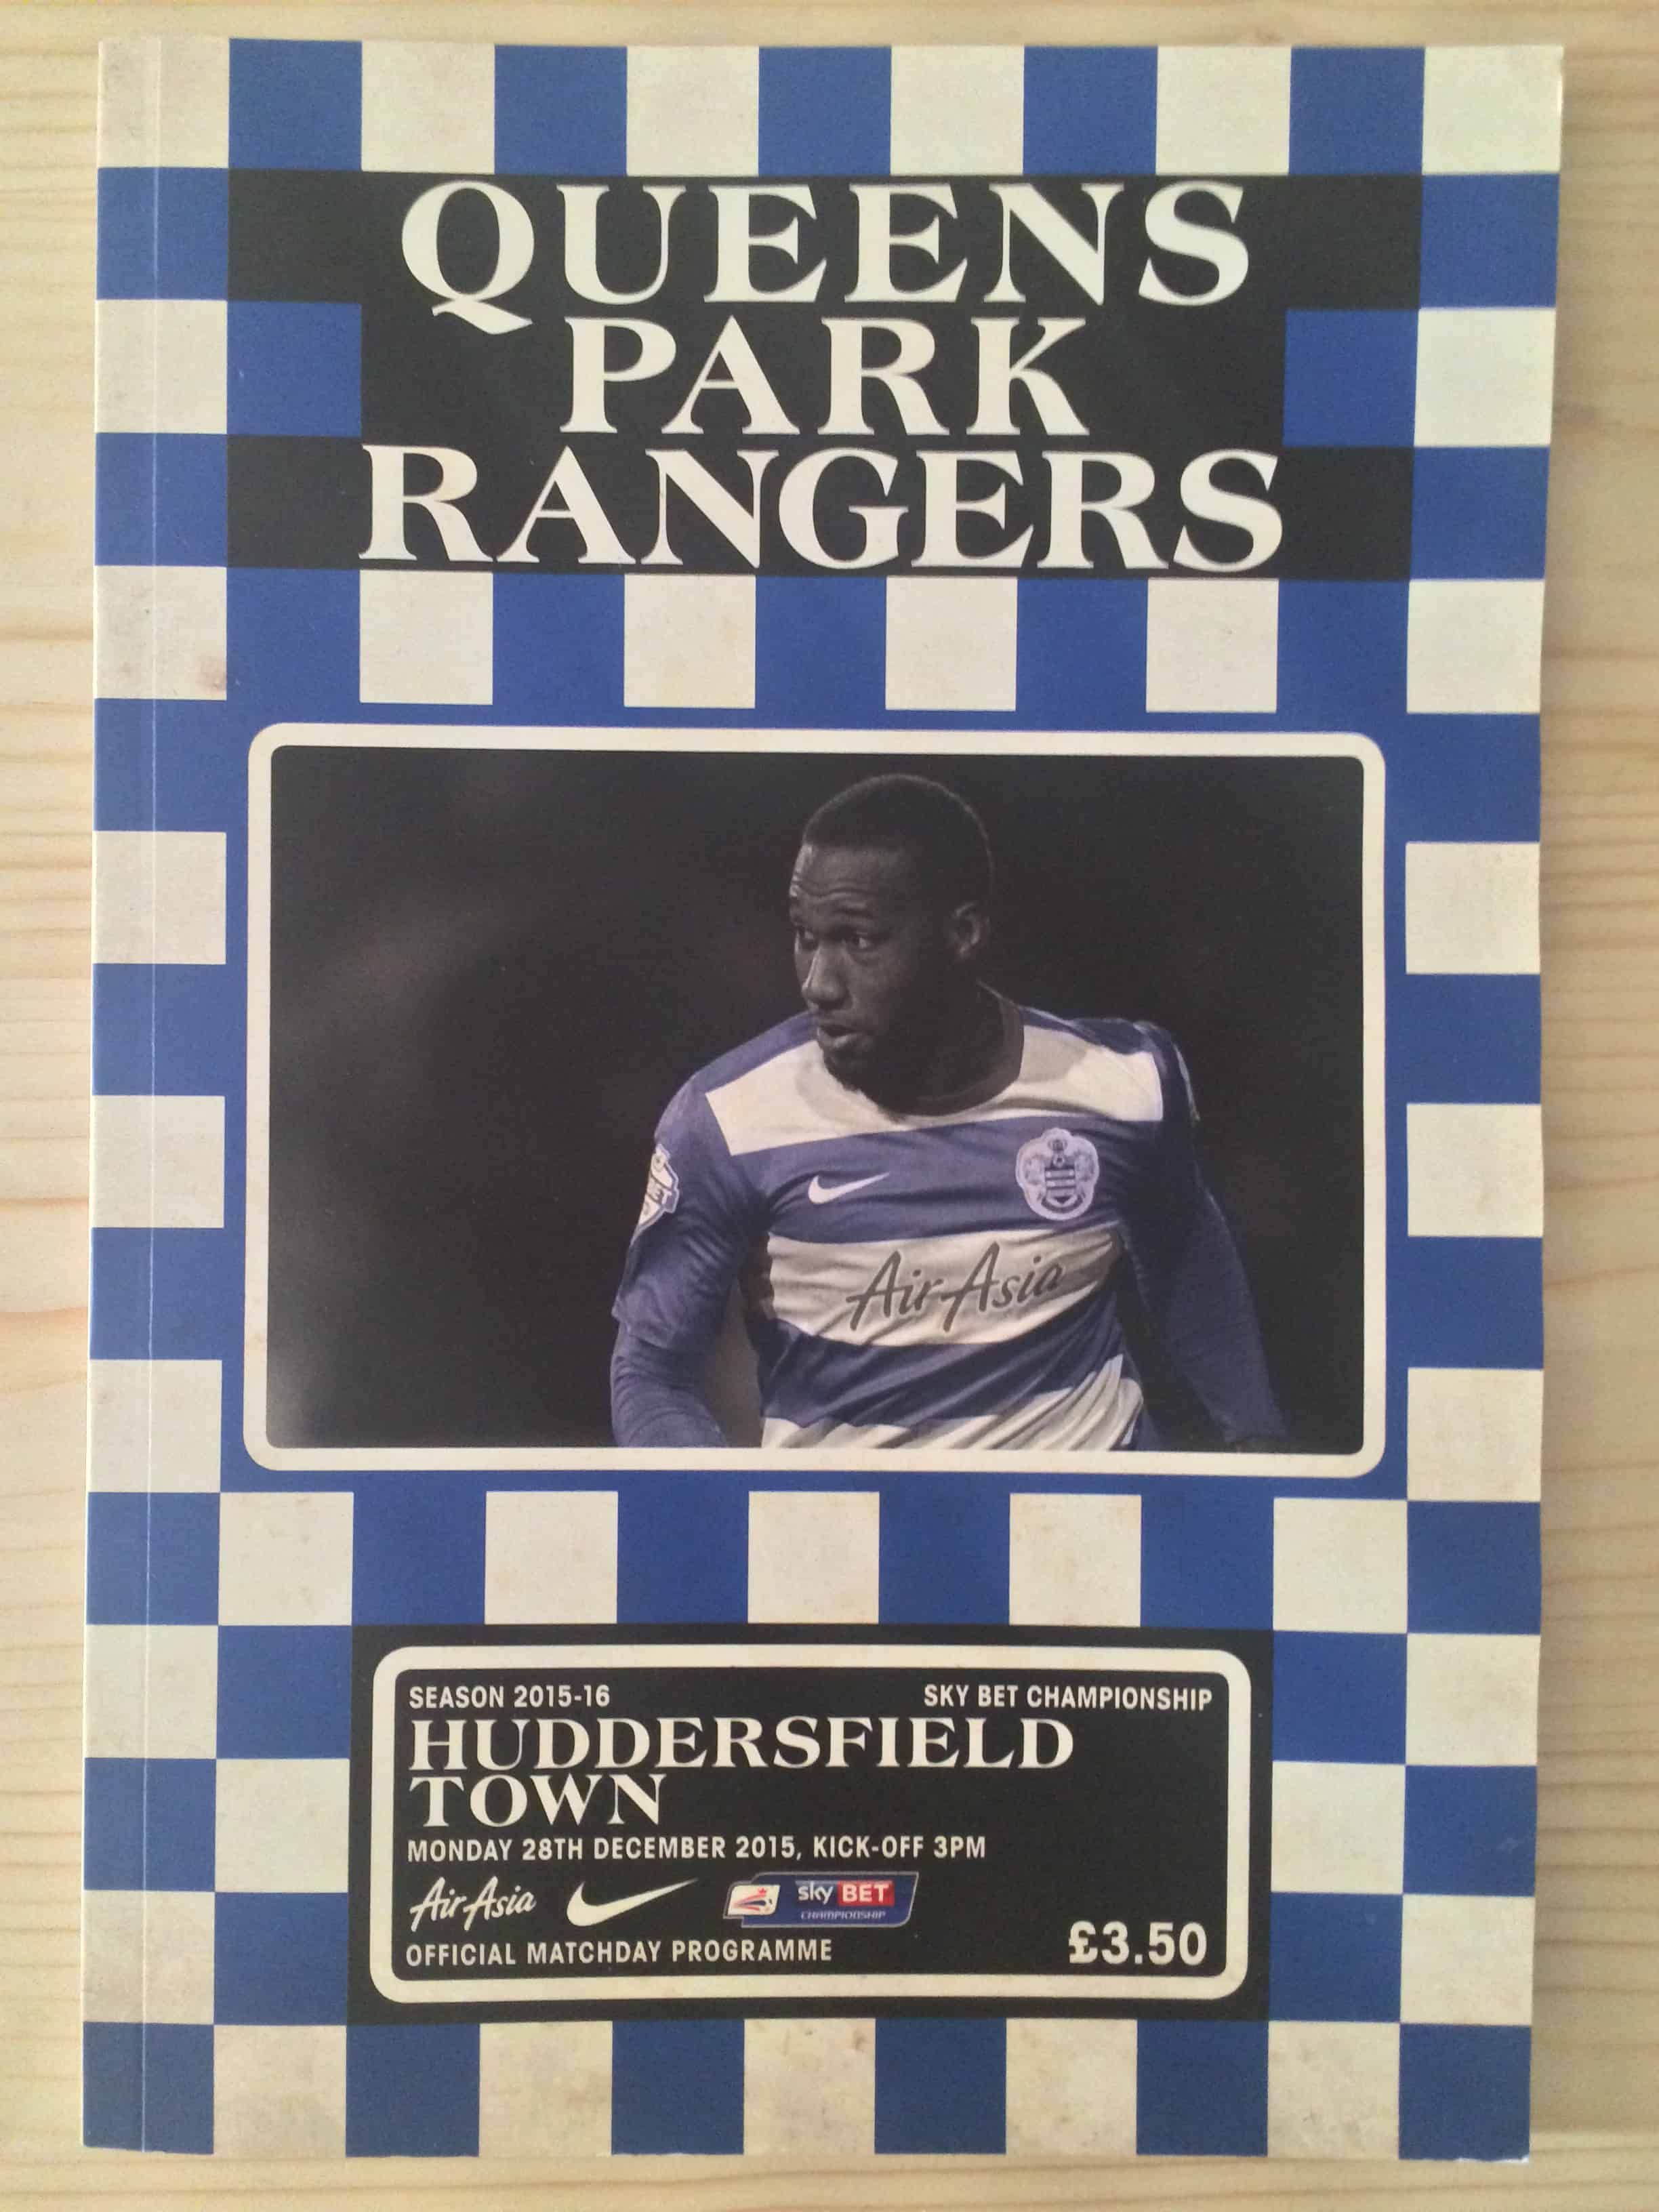 QUEENS
PARK
RANGERS
Air Asia
SEASON 2015-16 SKY BET CHAMPIONSHIP
HUDDERSFIELD
TOWN
MONDAY 28TH DECEMBER 2015, KICK-OFF 3PM
Air Asia sky BET
CHAMPIONSHIP
OFFICIAL MATCHDAY PROGRAMME £3.50